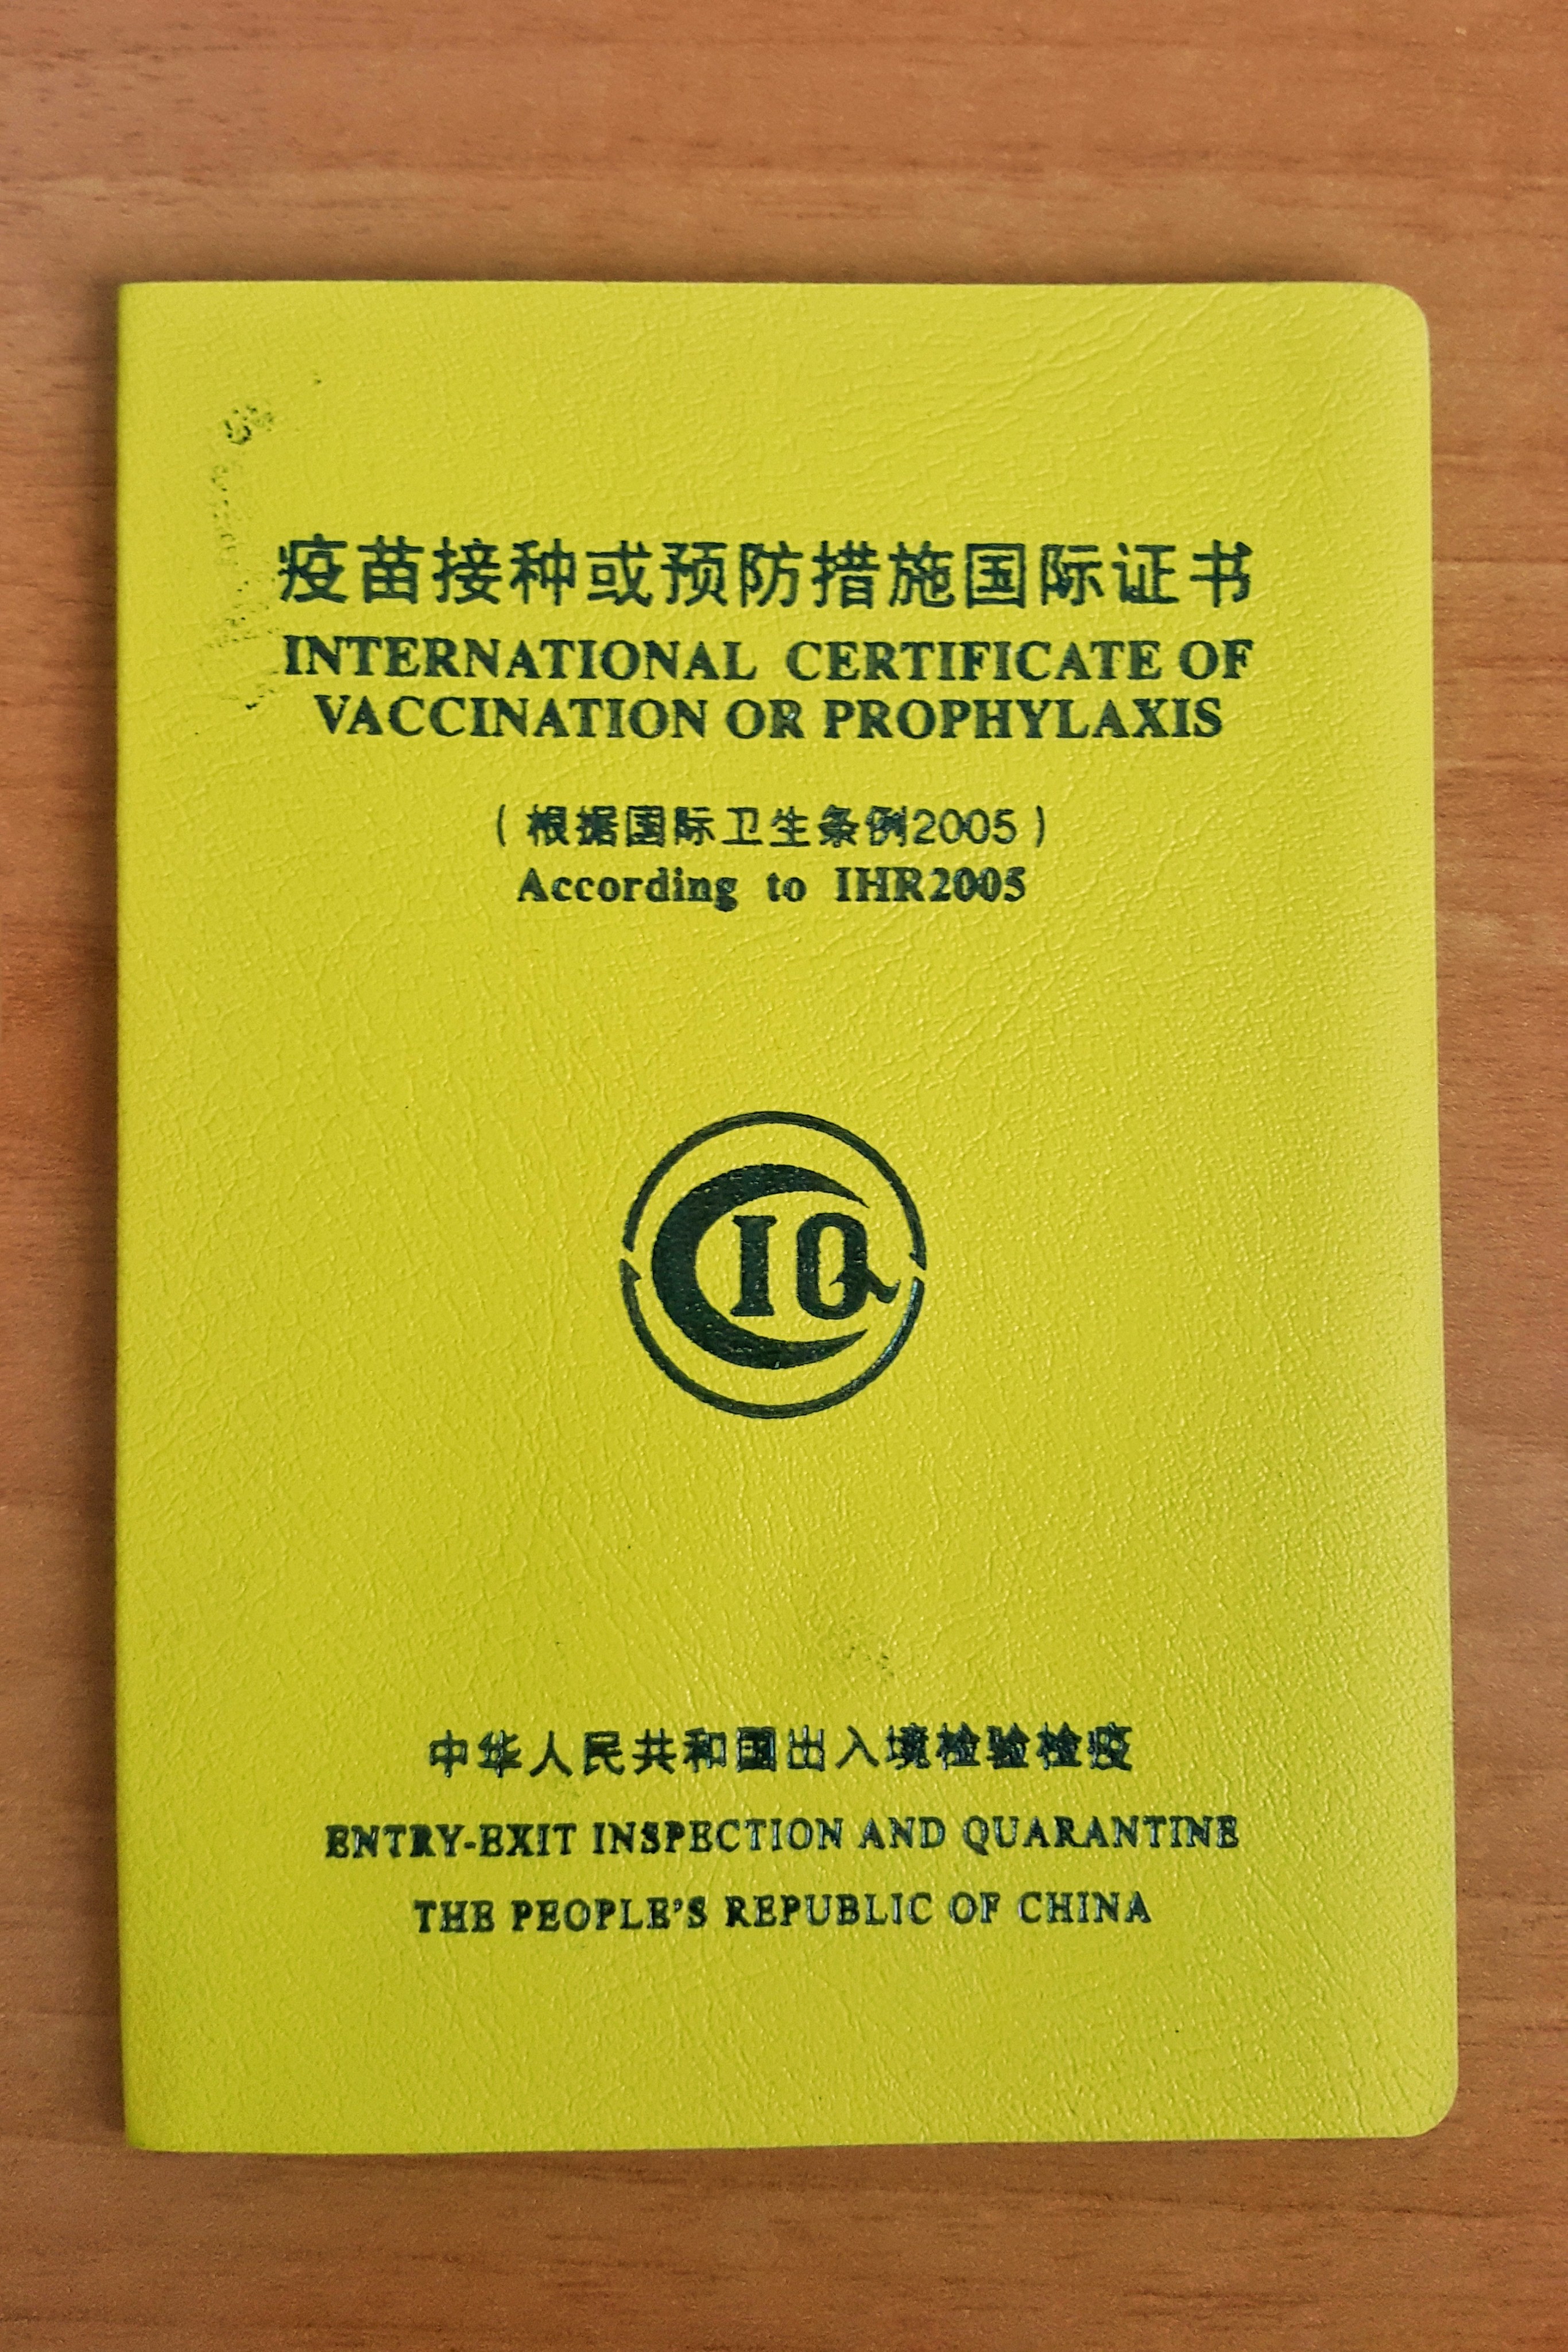 疫苗接种或预防措施国际证书
INTERNATIONAL CERTIFICATE OF
VACCINATION OR PROPHYLAXIS
(根据国际卫生条例2005)
According to IHR2005
CIQ
中华人民共和国出入境检验检疫
ENTRY-EXIT INSPECTION AND QUARANTINE
THE PEOPLE'S REPUBLIC OF CHINA